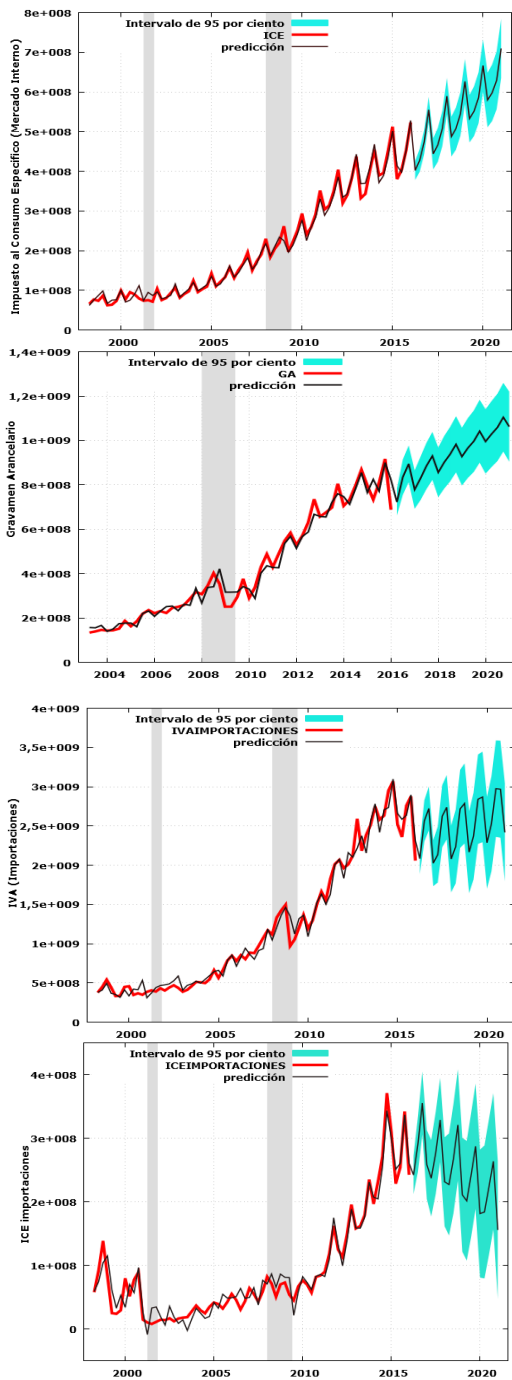 Impuesto al Consumo Específico (Mercado Interno)
8e+008
7e+008
6e+008
5e+008
4e+008
3e+008
2e+008
1e+008
0
Intervalo de 95 por ciento
ICE
predicción
2000
2005
2010
2015
2020
Gravamen Arancelario
1,4e+009
1,2e+009
1e+009
8e+008
6e+008
4e+008
2e+008
0
Intervalo de 95 por ciento
GA
predicción
2004
2006
2008
2010
2012
2014
2016
2018
2020
IVA (Importaciones)
4e+009
3,5e+009
3e+009
2,5e+009
2e+009
1,5e+009
1e+009
5e+008
0
Intervalo de 95 por ciento
IVAIMPORTACIONES
predicción
2000
2005
2010
2015
2020
ICE importaciones
4e+008
3e+008
2e+008
1e+008
0
Intervalo de 95 por ciento
ICEIMPORTACIONES
predicción
2000
2005
2010
2015
2020